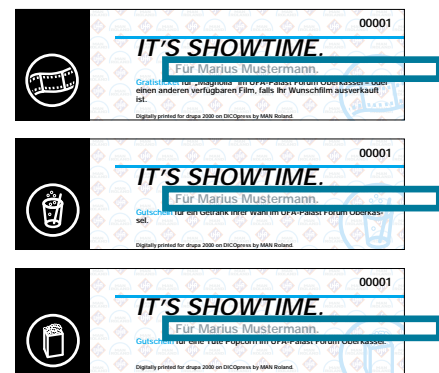 00001
IT'S SHOWTIME.
Für Marius Mustermann.
Gratisticket für „Magnolia“ im UFA-Palast Forum Oberkassel – oder
einen anderen verfügbaren Film, falls Ihr Wunschfilm ausverkauft
ist.
Digitally printed for drupa 2000 on DICOpress by MAN Roland.
00001
IT'S SHOWTIME.
Für Marius Mustermann.
Gutschein für ein Getränk Ihrer Wahl im UFA-Palast Forum Oberkas-
sel.
Digitally printed for drupa 2000 on DICOpress by MAN Roland.
00001
IT'S SHOWTIME.
Für Marius Mustermann.
Gutschein für eine Tüte Popcorn im UFA-Palast Forum Oberkassel.
Digitally printed for drupa 2000 on DICOpress by MAN Roland.